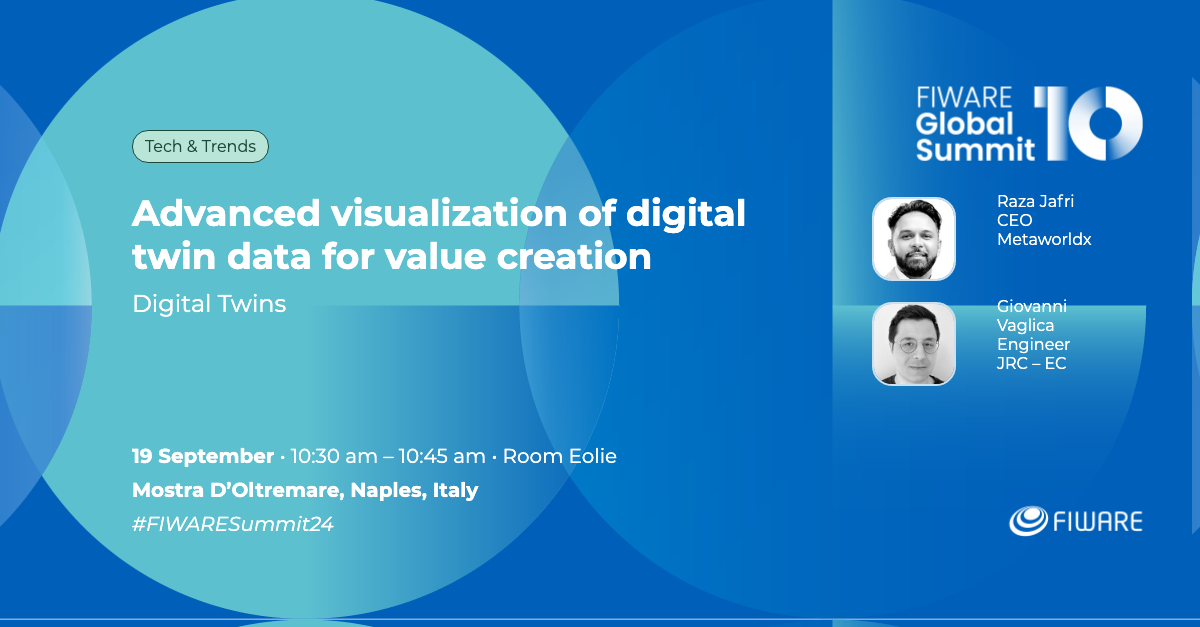 Tech & Trends
Advanced visualization of digital
twin data for value creation
Digital Twins
19 September · 10:30 am – 10:45 am · Room Eolie
Mostra D’Oltremare, Naples, Italy
#FIWARESummit24
FIWARE
Global
Summit
10
Raza Jafri
CEO
Metaworldx
Giovanni
Vaglica
Engineer
JRC – EC
FIWARE